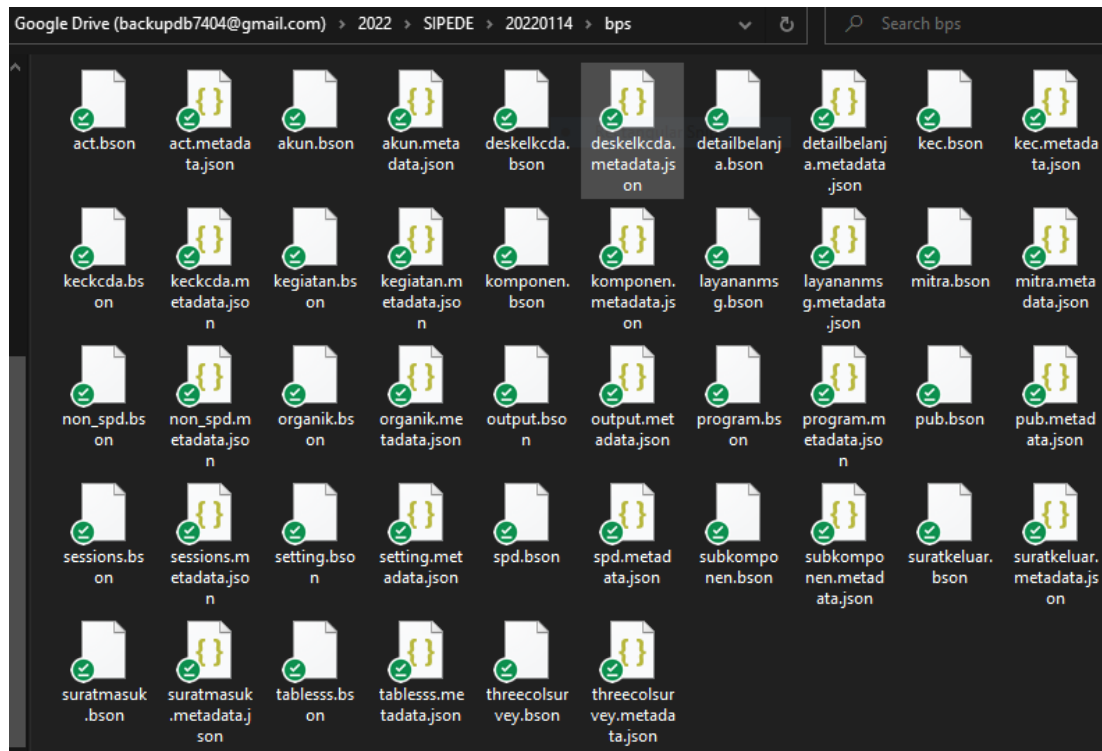 Google Drive (backupdb7404@gmail.com) > 2022 > SIPEDE > 20220114 > bps
Search bps
act.bson
act.metada
ta.json
akun.bson
akun.meta
data.json
deskelkcda.
bson
deskelkcda.
metadata.js
on
detailbelanj
a.bson
detailbelanj
a.metadata
.json
kec.bson
kec.metada
ta.json
keckcda.bs
on
keckcda.m
etadata.jso
n
kegiatan.bs
on
kegiatan.m
etadata.jso
n
komponen.
bson
komponen.
metadata.js
on
layananms
g.bson
layananms
g.metadata
.json
mitra.bson
mitra.meta
data.json
non_spd.bs
on
non_spd.m
etadata.jso
n
organik.bs
on
organik.me
tadata.json
output.bso
n
output.met
adata.json
program.bs
on
program.m
etadata.jso
n
pub.bson
pub.metad
ata.json
sessions.bs
on
sessions.m
etadata.jso
n
setting.bso
n
setting.met
adata.json
spd.bson
spd.metad
ata.json
subkompo
nen.bson
subkompo
nen.metad
ata.json
suratkeluar.
bson
suratkeluar.
metadata.js
on
suratmasuk
.bson
suratmasuk
.metadata.j
son
tablesss.bs
on
tablesss.me
tadata.json
threecolsur
vey.bson
threecolsur
vey.metada
ta.json